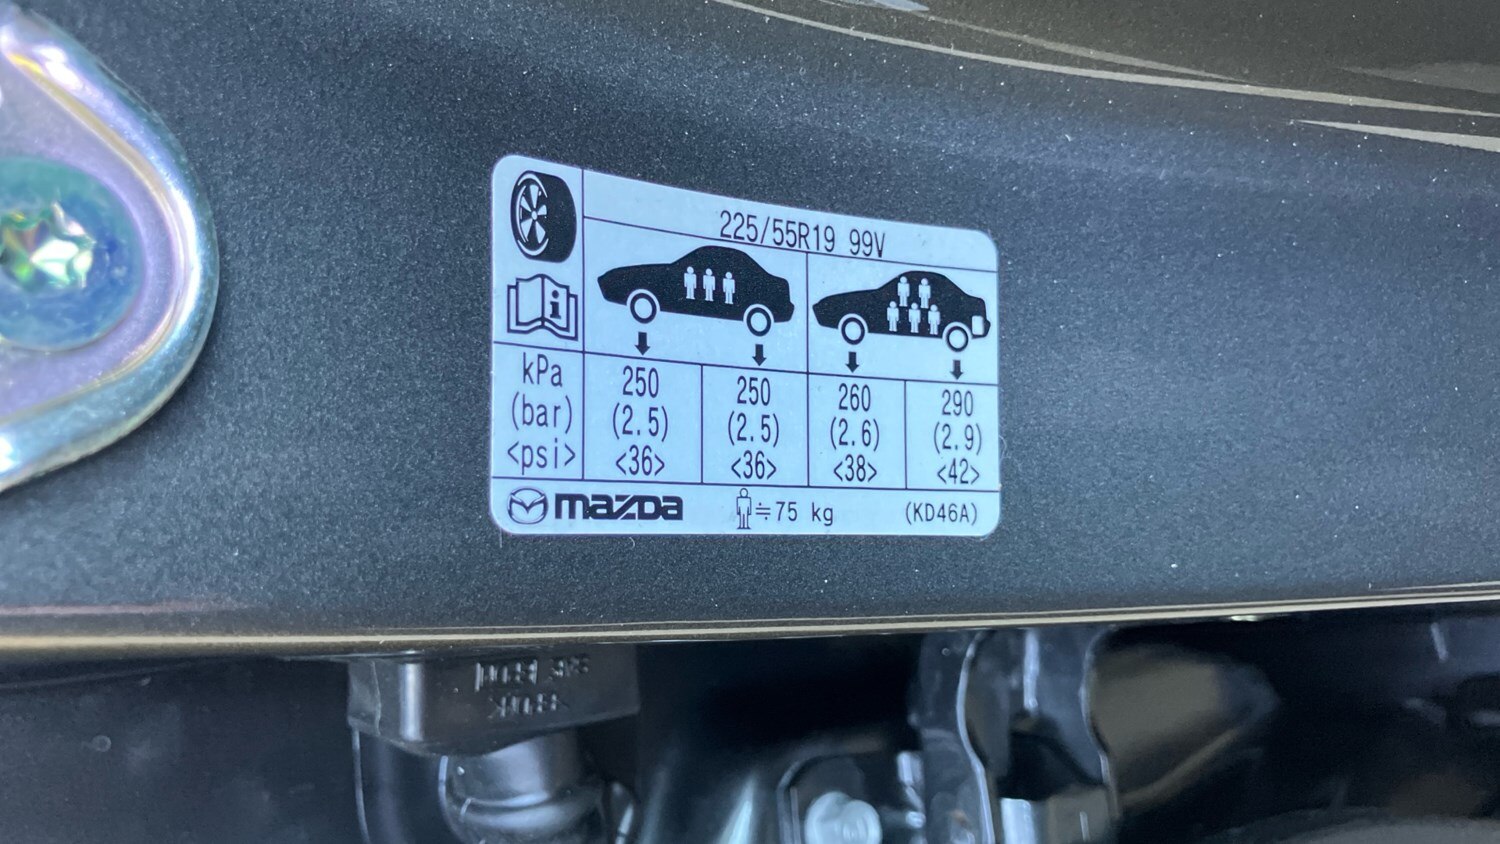 225/55R19 99V
i
kPa 250 250 260 290
(bar) (2.5) (2.5) (2.6) (2.9)
<psi> <36> <36> <38> <42>
mazda ≒75 kg (KD46A)